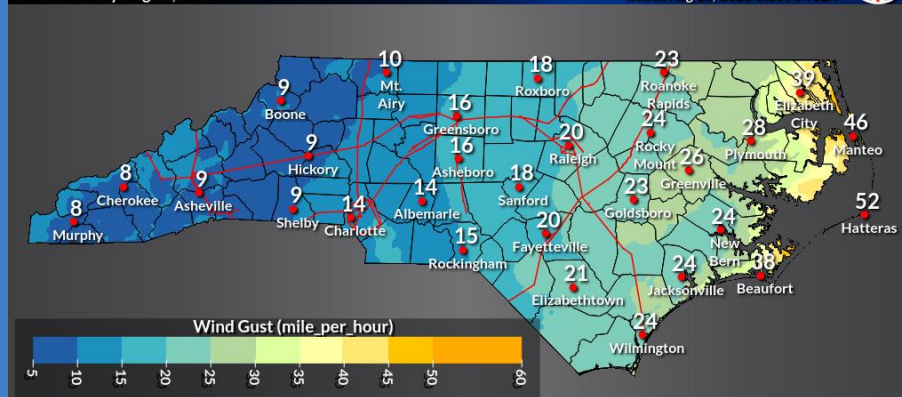 10
Mt.
Airy
18
Roxboro
23
Roanoke
Rapids
39
Elizabeth
City
9
Boone
16
Greensboro
24
Rocky
Mount
28
Plymouth
46
Manteo
9
Hickory
16
Asheboro
20
Raleigh
26
Greenville
8
Cherokee
9
Asheville
9
Shelby
14
Charlotte
14
Albemarle
18
Sanford
23
Goldsboro
52
Hatteras
8
Murphy
15
Rockingham
20
Fayetteville
24
New
Bern
21
Elizabethtown
24
Jacksonville
38
Beaufort
24
Wilmington
Wind Gust (mile_per_hour)
5 10 15 20 25 30 35 40 45 50 60